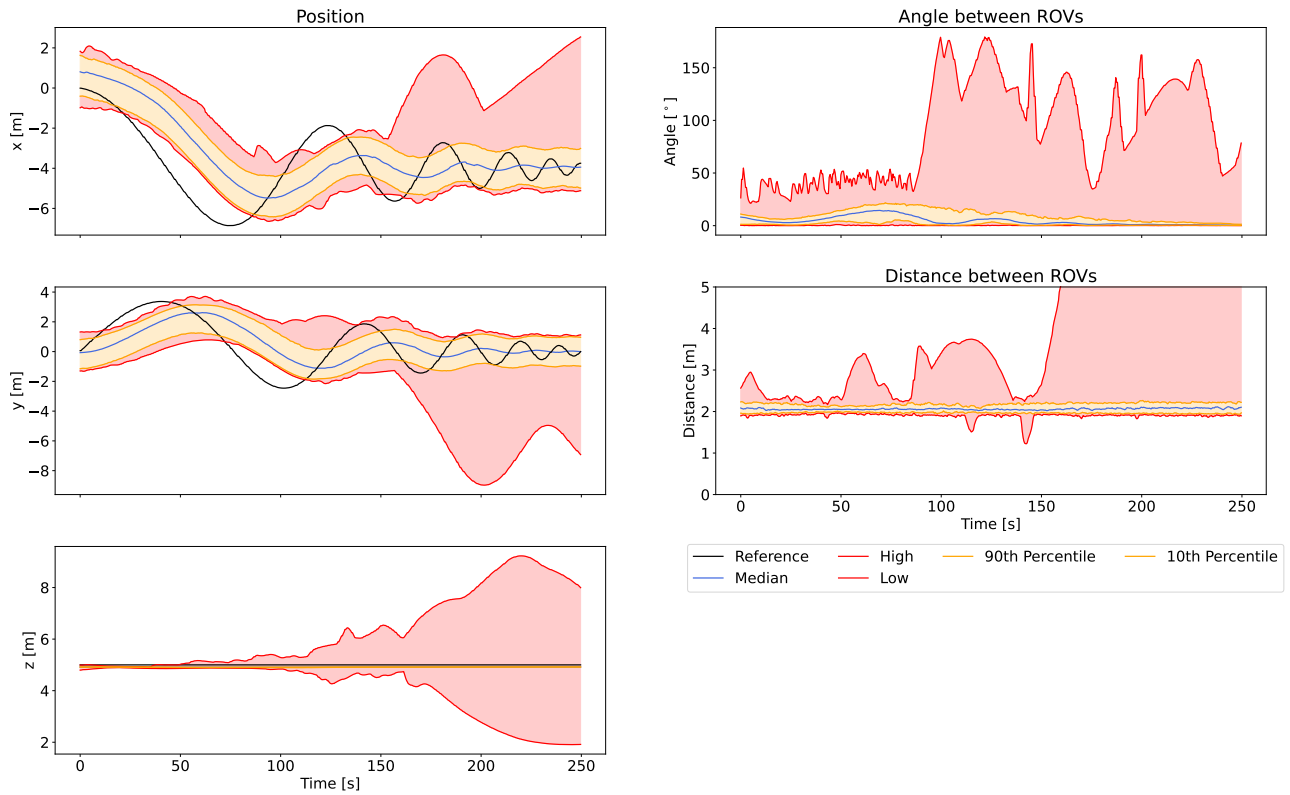 Position
x [m]
2
0
−2
−4
−6
y [m]
4
2
0
−2
−4
−6
−8
z [m]
8
6
4
2
0 50 100 150 200 250
Time [s]
Angle between ROVs
Angle [°]
150
100
50
0
Distance between ROVs
Distance [m]
5
4
3
2
1
0
0 50 100 150 200 250
Time [s]
Reference High 90th Percentile 10th Percentile
Median Low